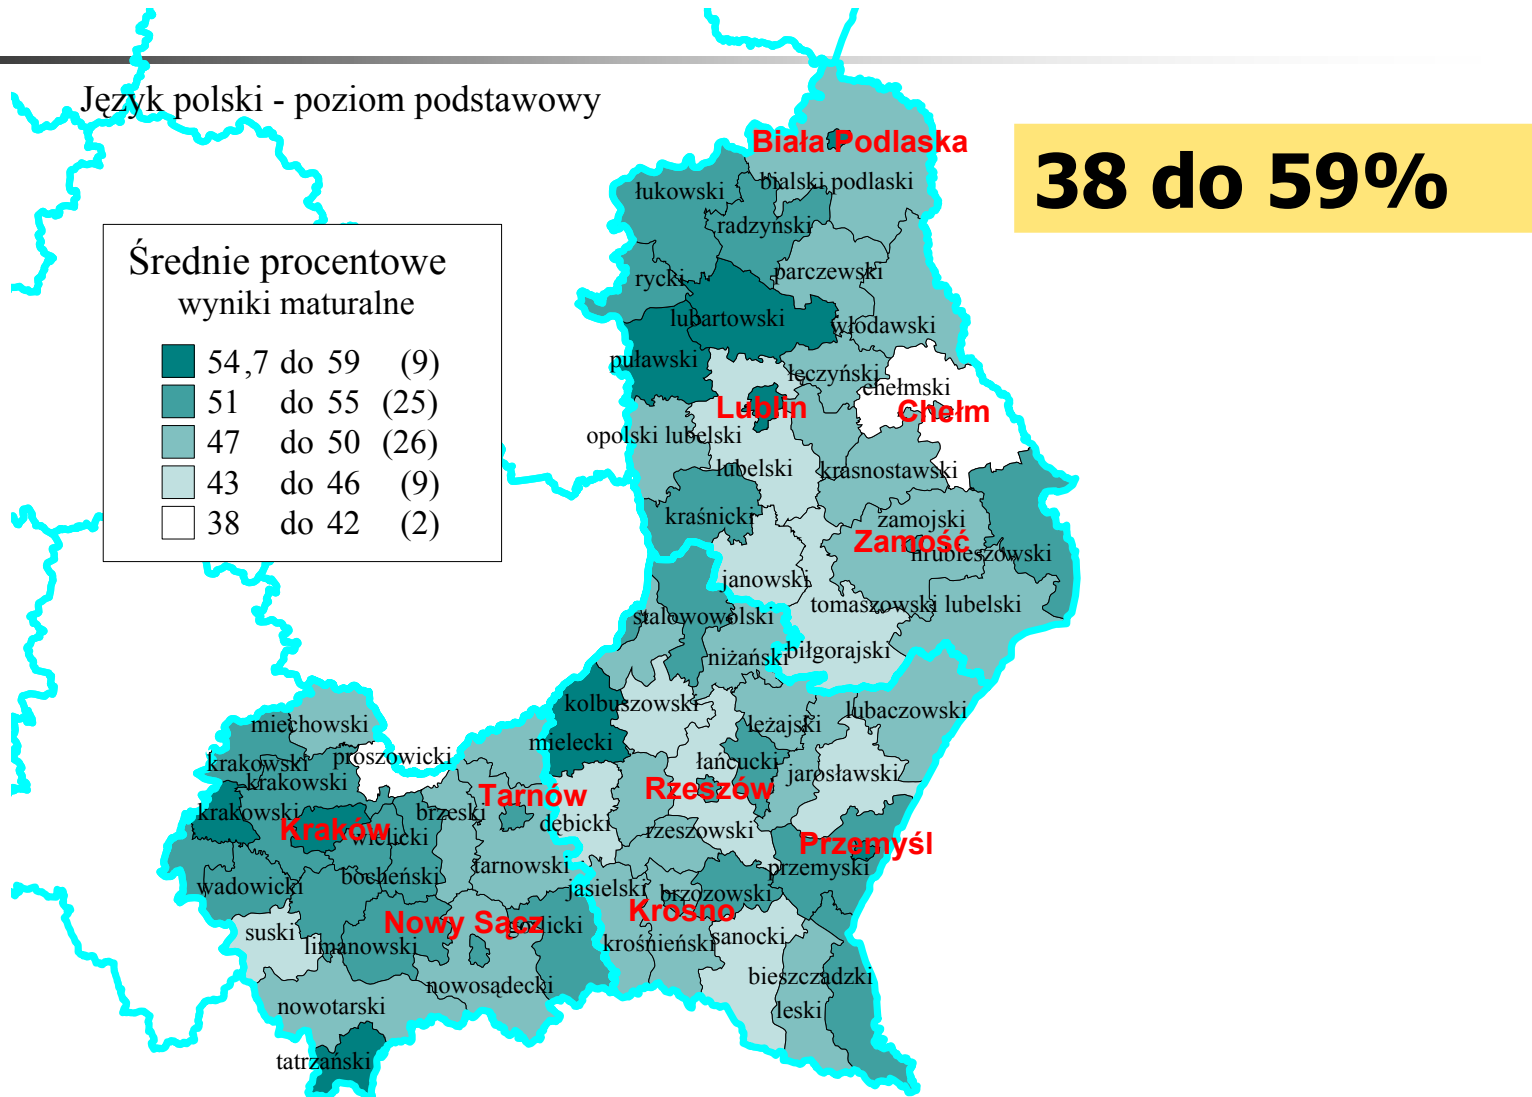 Język polski - poziom podstawowy
38 do 59%
Średnie procentowe
wyniki maturalne
54,7 do 59 (9)
51 do 55 (25)
47 do 50 (26)
43 do 46 (9)
38 do 42 (2)
Biała Podlaska
łukowski
bialski podlaski
radzyński
rycki
parczewski
lubartowski
włodawski
puławski
łęczyński
chełmski
Lublin
Chełm
opolski lubelski
lubelski
krasnostawski
kraśnicki
zamojski
Zamość
hrubieszowski
janowski
tomaszowski lubelski
stalowowolski
niżański
biłgorajski
kolbuszowski
leżajski
lubaczowski
miechowski
mielecki
proszowicki
krakowski
łańcucki
jarosławski
krakowski
Tarnów
Rzeszów
krakowski
brzeski
Kraków
wielicki
dębicki
rzeszowski
Przemyśl
tarnowski
przemyski
bocheński
wadowicki
jasielski
brzozowski
Nowy Sącz
gorlicki
Krosno
suski
limanowski
krośnieński
sanocki
bieszczadzki
nowosądecki
nowotarski
leski
tatrzański